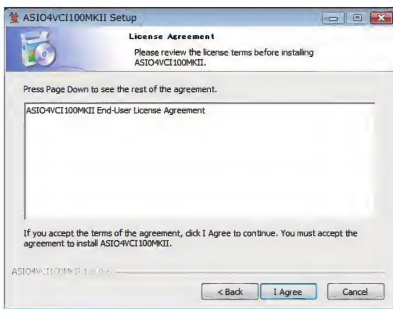 ASIO4VCI100MKII Setup
License Agreement
Please review the license terms before installing
ASIO4VCI100MKII.
Press Page Down to see the rest of the agreement.
ASIO4VCI100MKII End-User License Agreement
If you accept the terms of the agreement, click I Agree to continue. You must accept the
agreement to install ASIO4VCI100MKII.
ASIO4VCI100MKII
< Back
I Agree
Cancel